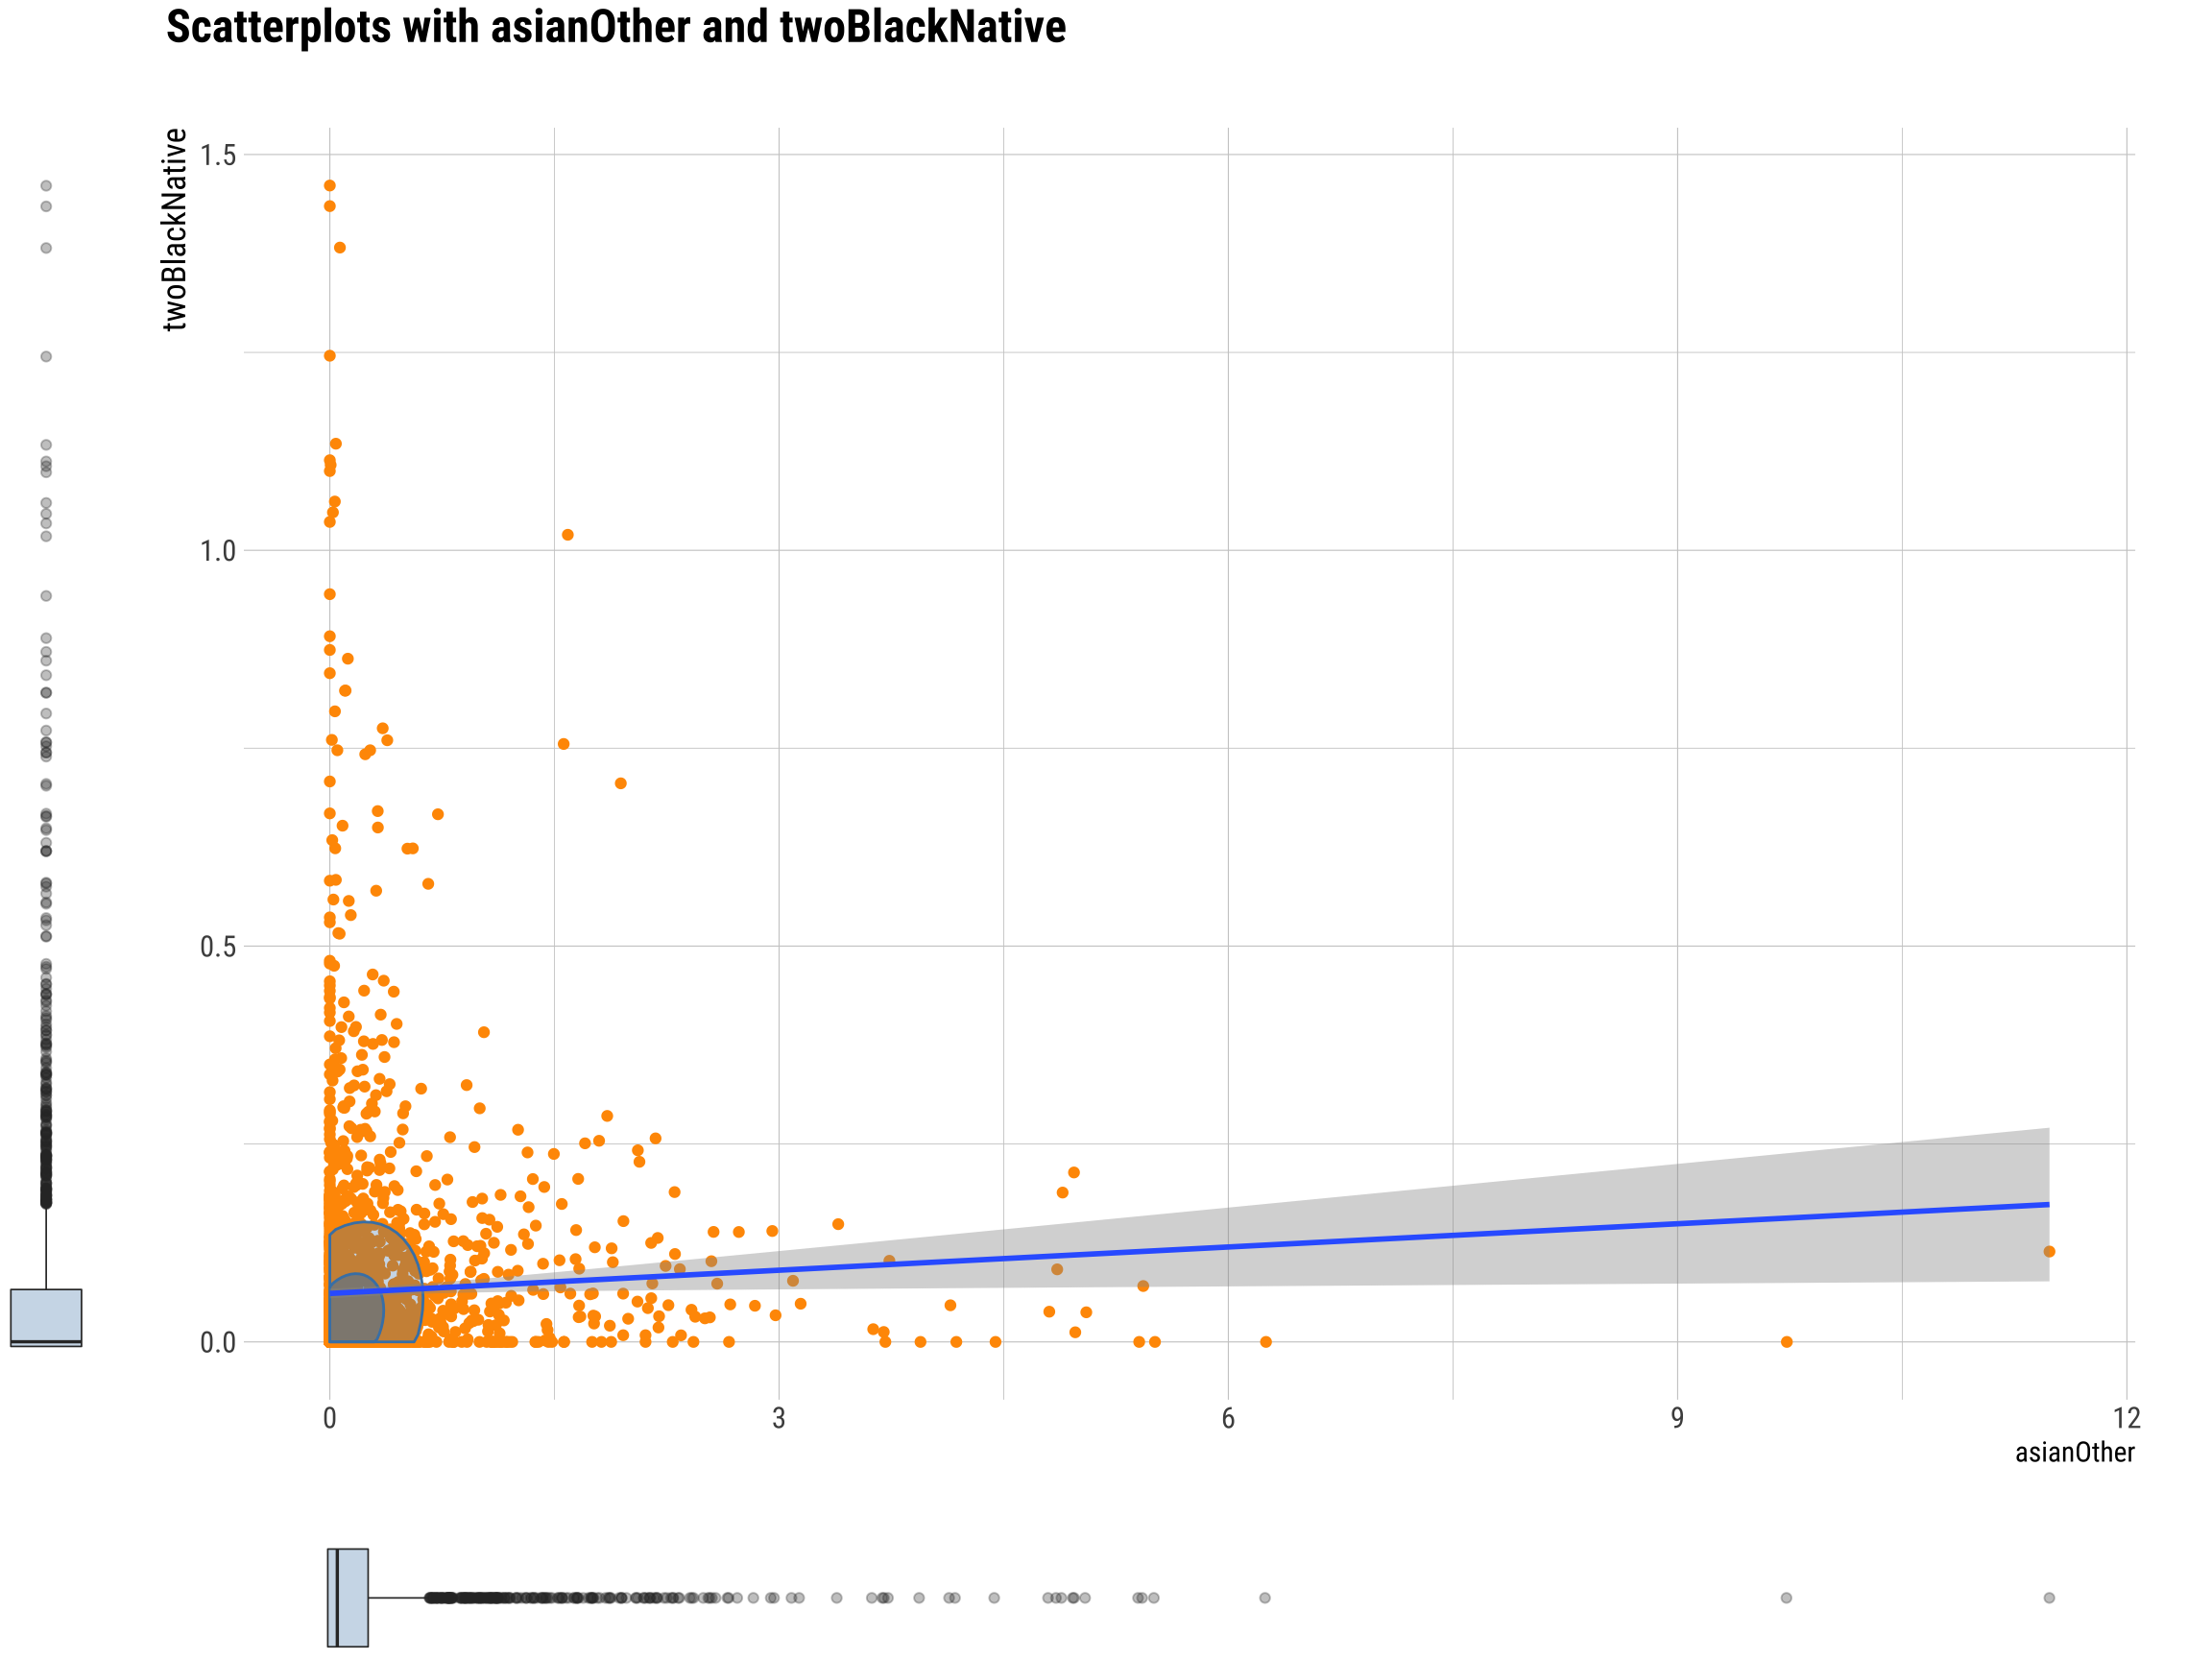 Scatterplots with asianOther and twoBlackNative
twoBlackNative
1.5
1.0
0.5
0.0
0 3 6 9 12
asianOther